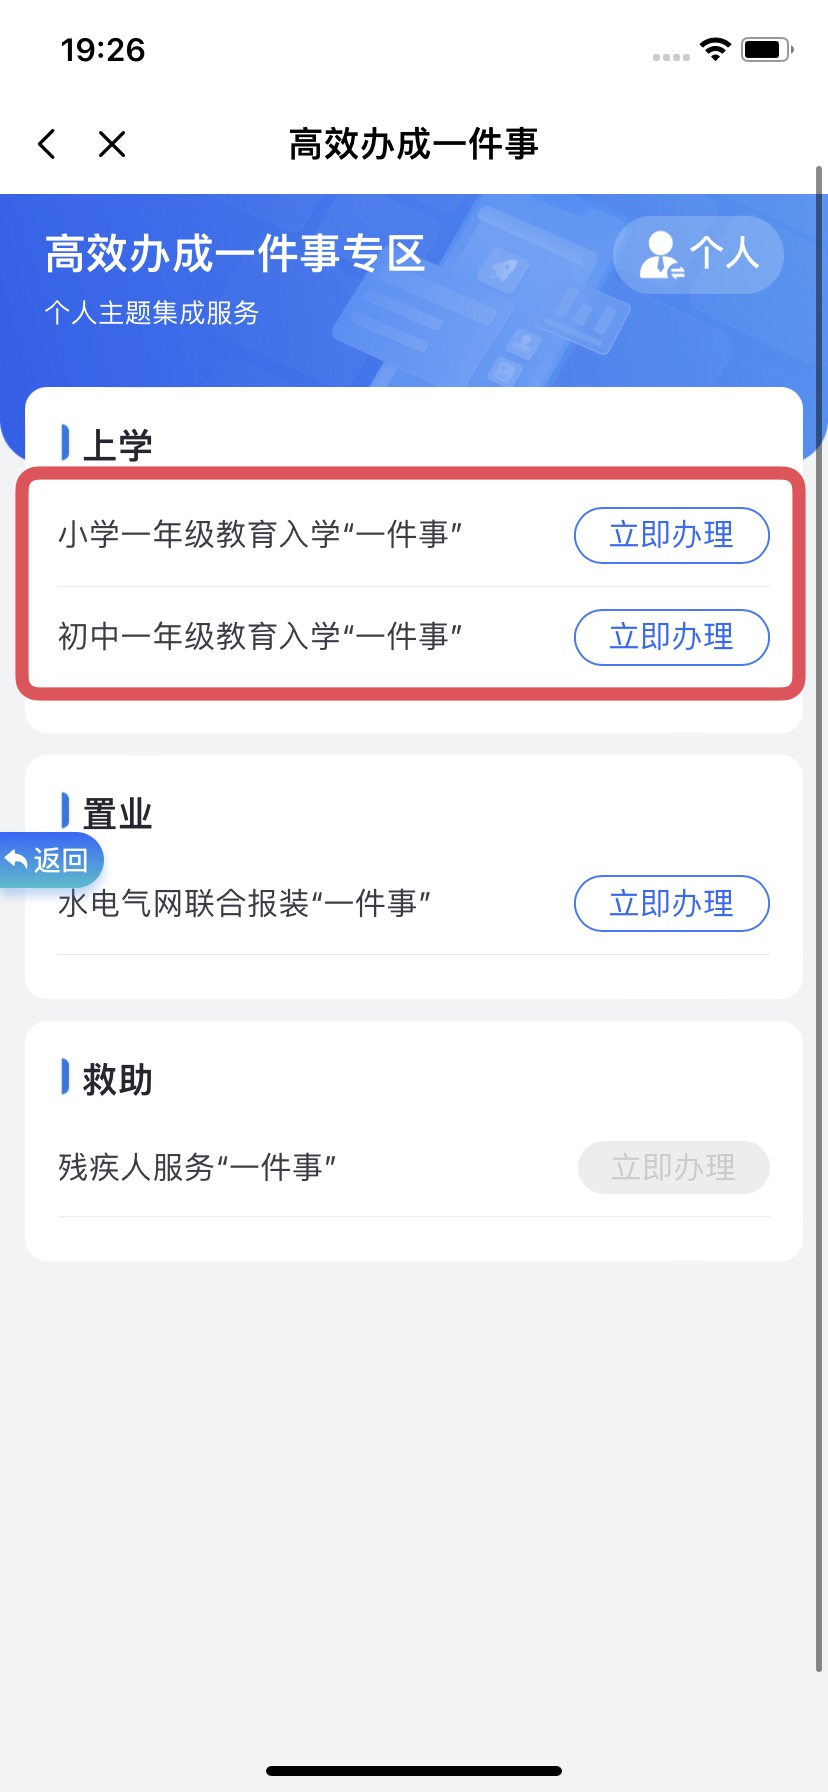 19:26
高效办成一件事
高效办成一件事专区
个人
个人主题集成服务
上学
小学一年级教育入学“一件事”
立即办理
初中一年级教育入学“一件事”
立即办理
置业
返回
水电气网联合报装“一件事”
立即办理
救助
残疾人服务“一件事”
立即办理